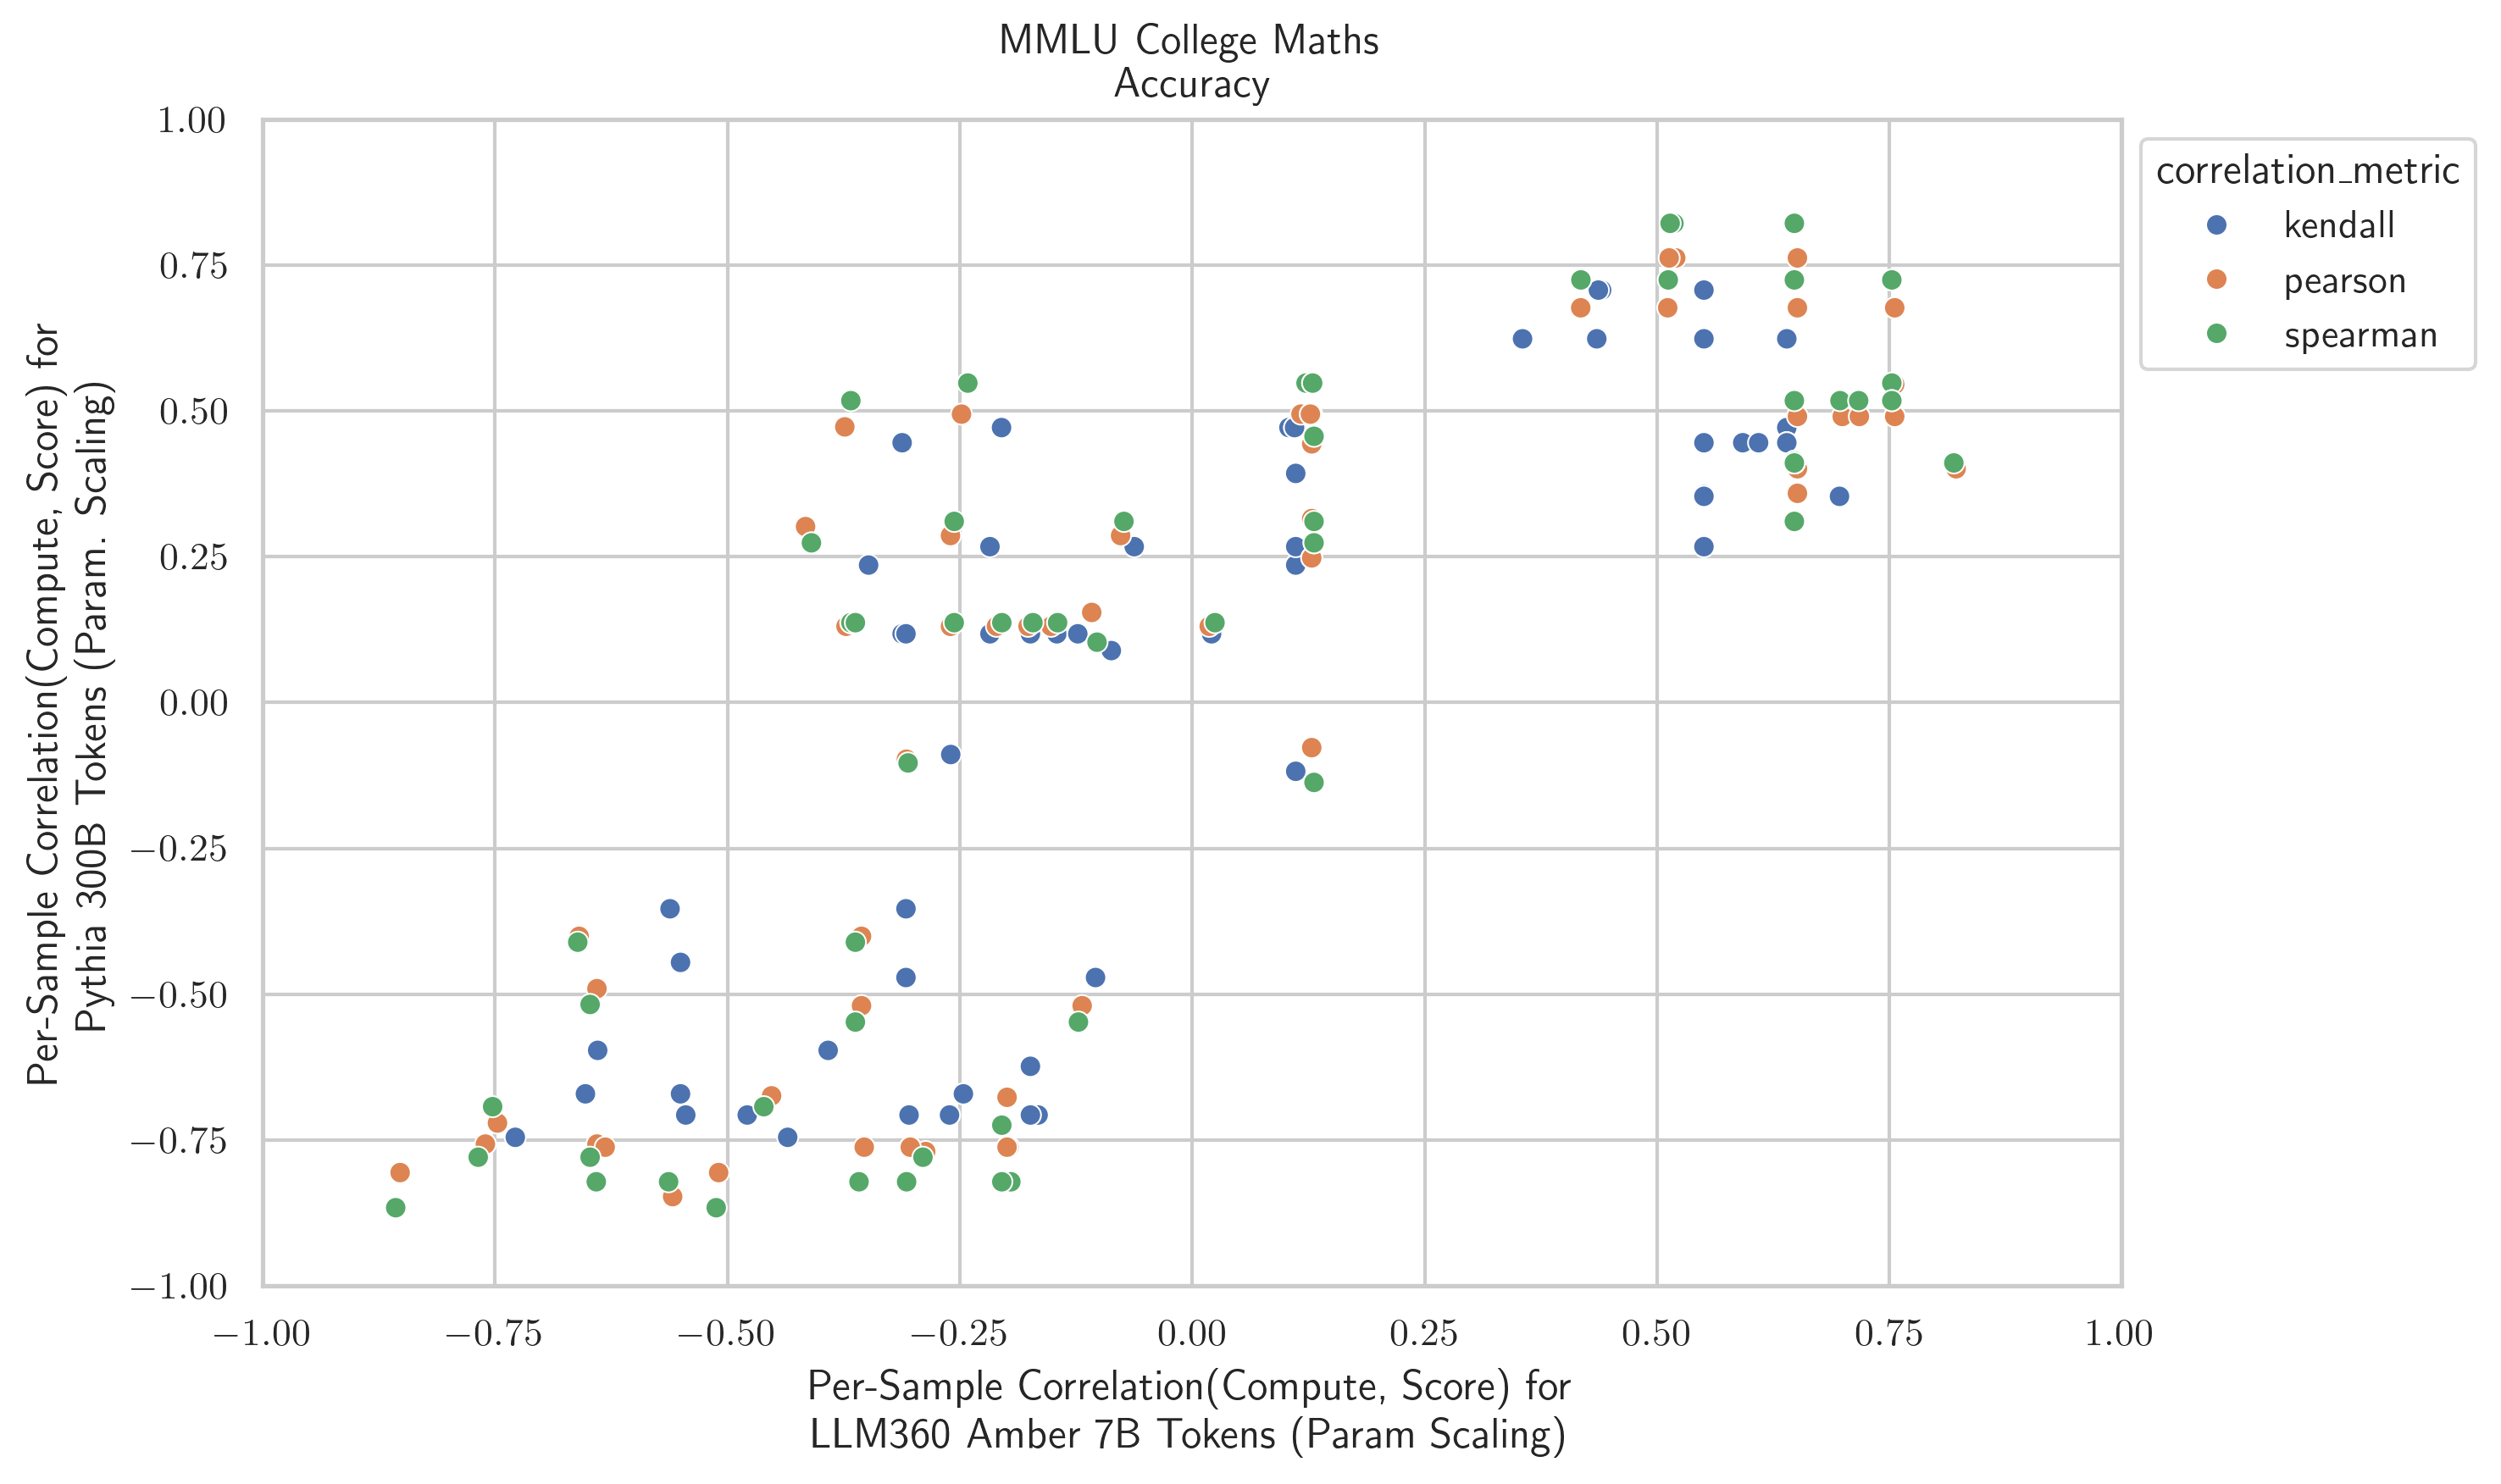 MMLU College Maths
Accuracy
1.00
0.75
0.50
0.25
0.00
−0.25
−0.50
−0.75
−1.00
Per-Sample Correlation(Compute, Score) for
Pythia 300B Tokens (Param. Scaling)
correlation_metric
kendall
pearson
spearman
−1.00 −0.75 −0.50 −0.25 0.00 0.25 0.50 0.75 1.00
Per-Sample Correlation(Compute, Score) for
LLM360 Amber 7B Tokens (Param Scaling)